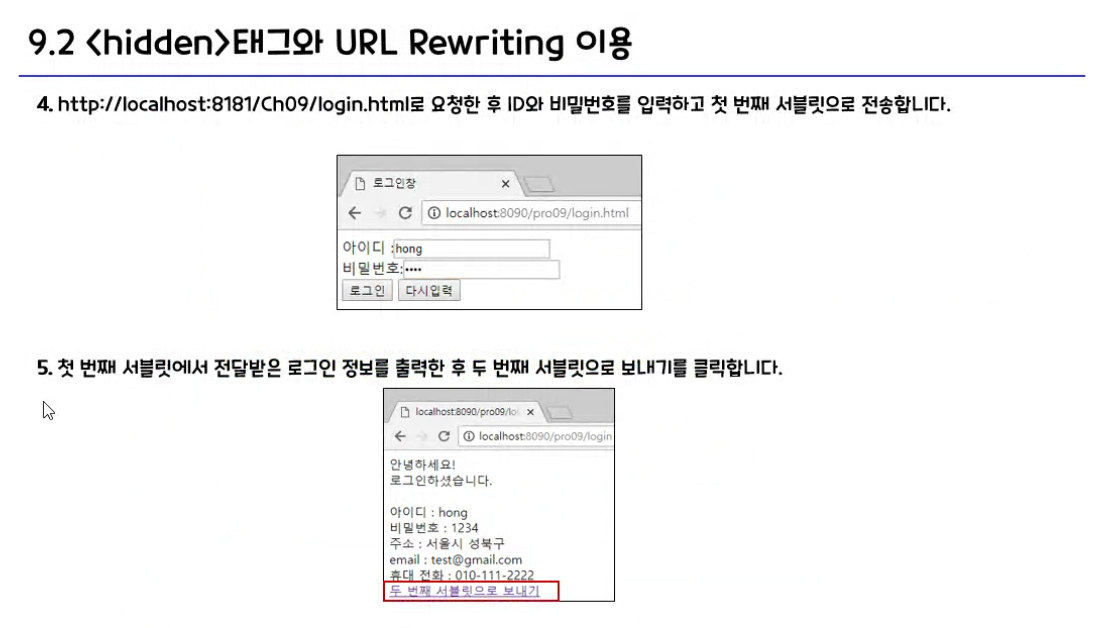 9.2 <hidden>태그와 URL Rewriting 이용
4. http://localhost:8181/Ch09/login.html로 요청한 후 ID와 비밀번호를 입력하고 첫 번째 서블릿으로 전송합니다.
로그인창
localhost:8090/pro09/login.html
아이디 :hong
비밀번호:••••
로그인 다시입력
5. 첫 번째 서블릿에서 전달받은 로그인 정보를 출력한 후 두 번째 서블릿으로 보내기를 클릭합니다.
localhost:8090/pro09/lo
localhost:8090/pro09/login
안녕하세요!
로그인하셨습니다.
아이디 : hong
비밀번호 : 1234
주소 : 서울시 성북구
email : test@gmail.com
휴대 전화 : 010-111-2222
두 번째 서블릿으로 보내기